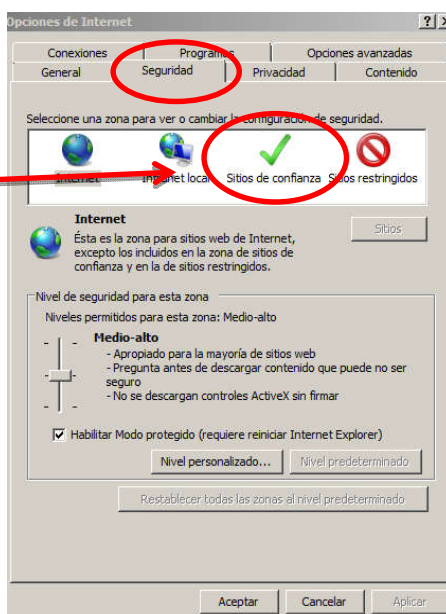 Opciones de Internet
Conexiones Programas Opciones avanzadas
General Seguridad Privacidad Contenido
Seleccione una zona para ver o cambiar la configuración de seguridad.
Internet Intranet local Sitios de confianza Sitios restringidos
Internet
Sitios
Ésta es la zona para sitios web de Internet,
excepto los incluidos en la zona de sitios de
confianza y en la de sitios restringidos.
Nivel de seguridad para esta zona
Niveles permitidos para esta zona: Medio-alto
Medio-alto
- Apropiado para la mayoría de sitios web
- Pregunta antes de descargar contenido que puede no ser
seguro
- No se descargan controles ActiveX sin firmar
Habilitar Modo protegido (requiere reiniciar Internet Explorer)
Nivel personalizado... Nivel predeterminado
Restablecer todas las zonas al nivel predeterminado
Aceptar Cancelar Aplicar